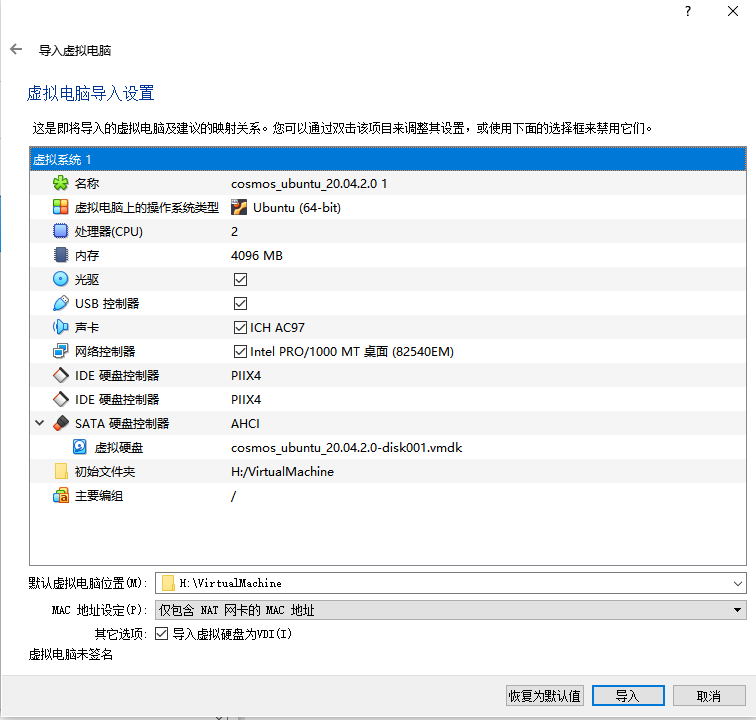 ?
导入虚拟电脑
虚拟电脑导入设置
这是即将导入的虚拟电脑及建议的映射关系。您可以通过双击该项目来调整其设置，或使用下面的选择框来禁用它们。
虚拟系统 1
名称 cosmos_ubuntu_20.04.2.0 1
虚拟电脑上的操作系统类型 Ubuntu (64-bit)
处理器(CPU) 2
内存 4096 MB
光驱
USB 控制器
声卡 ICH AC97
网络控制器 Intel PRO/1000 MT 桌面 (82540EM)
IDE 硬盘控制器 PIIX4
IDE 硬盘控制器 PIIX4
SATA 硬盘控制器 AHCI
虚拟硬盘 cosmos_ubuntu_20.04.2.0-disk001.vmdk
初始文件夹 H:/VirtualMachine
主要编组 /
默认虚拟电脑位置(M): H:\VirtualMachine
MAC 地址设定(P): 仅包含 NAT 网卡的 MAC 地址
其它选项: 导入虚拟硬盘为VDI(I)
虚拟电脑未签名
恢复为默认值 导入 取消